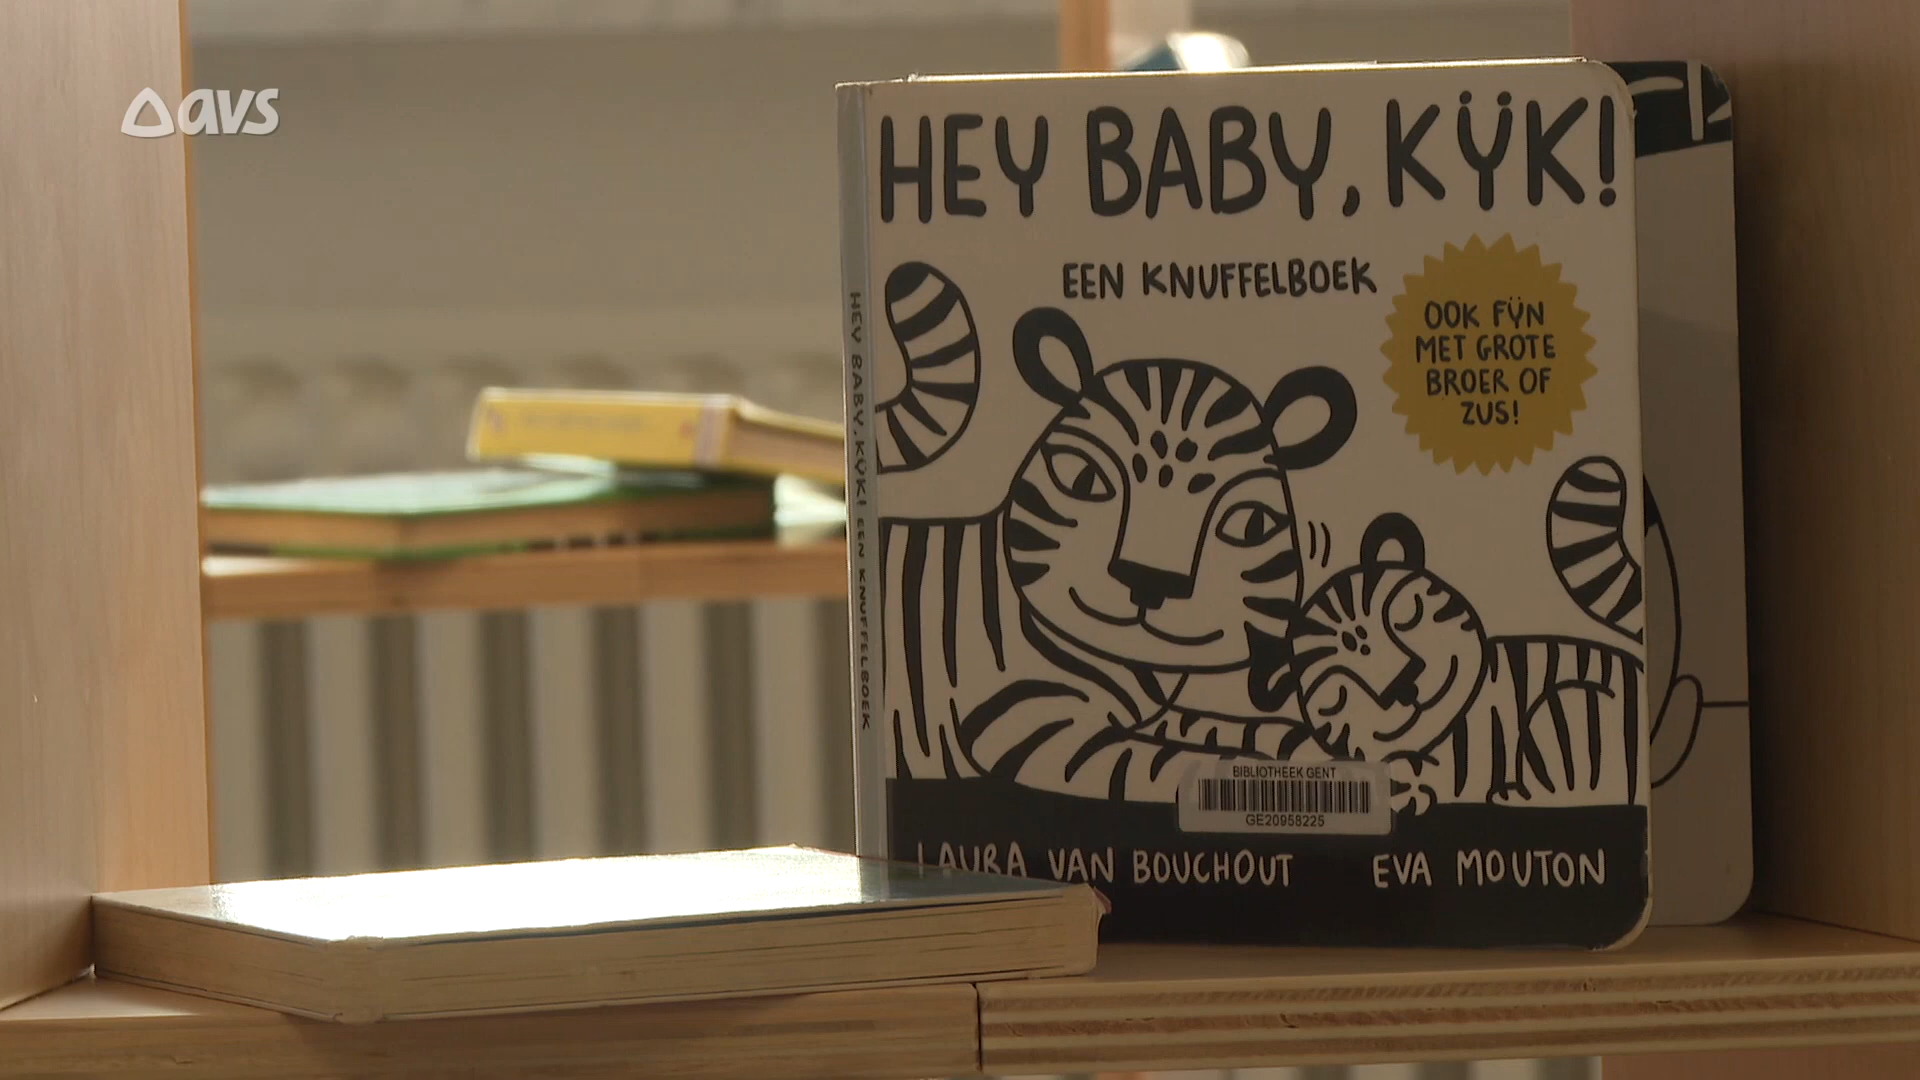 avs
HEY BABY, KŸK!
EEN KNUFFELBOEK
OOK FŸN
MET GROTE
BROER OF
ZUS!
HEY BABY, KŸK! EEN KNUFFELBOEK
BIBLIOTHEEK GENT
GE20958225
LAURA VAN BOUCHOUT EVA MOUTON